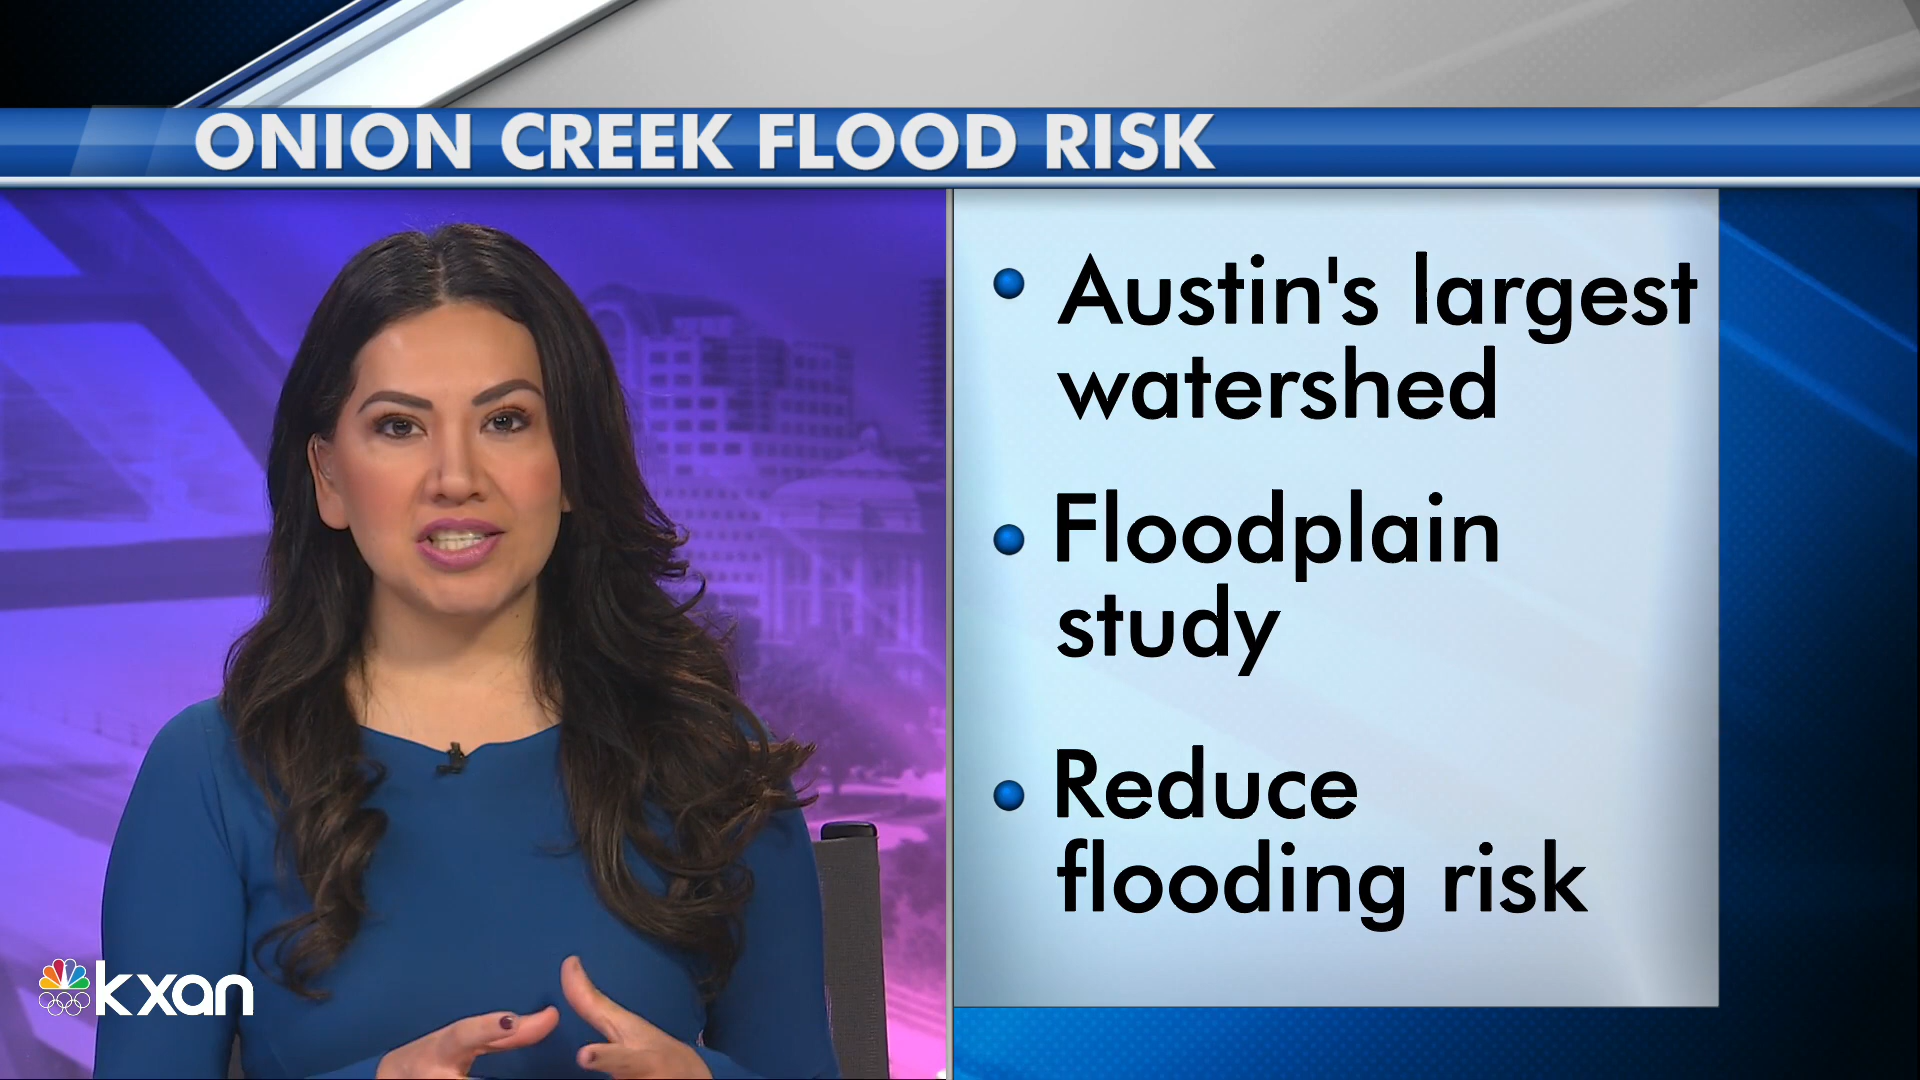 ONION CREEK FLOOD RISK
Austin's largest
watershed
Floodplain
study
Reduce
flooding risk
kxan